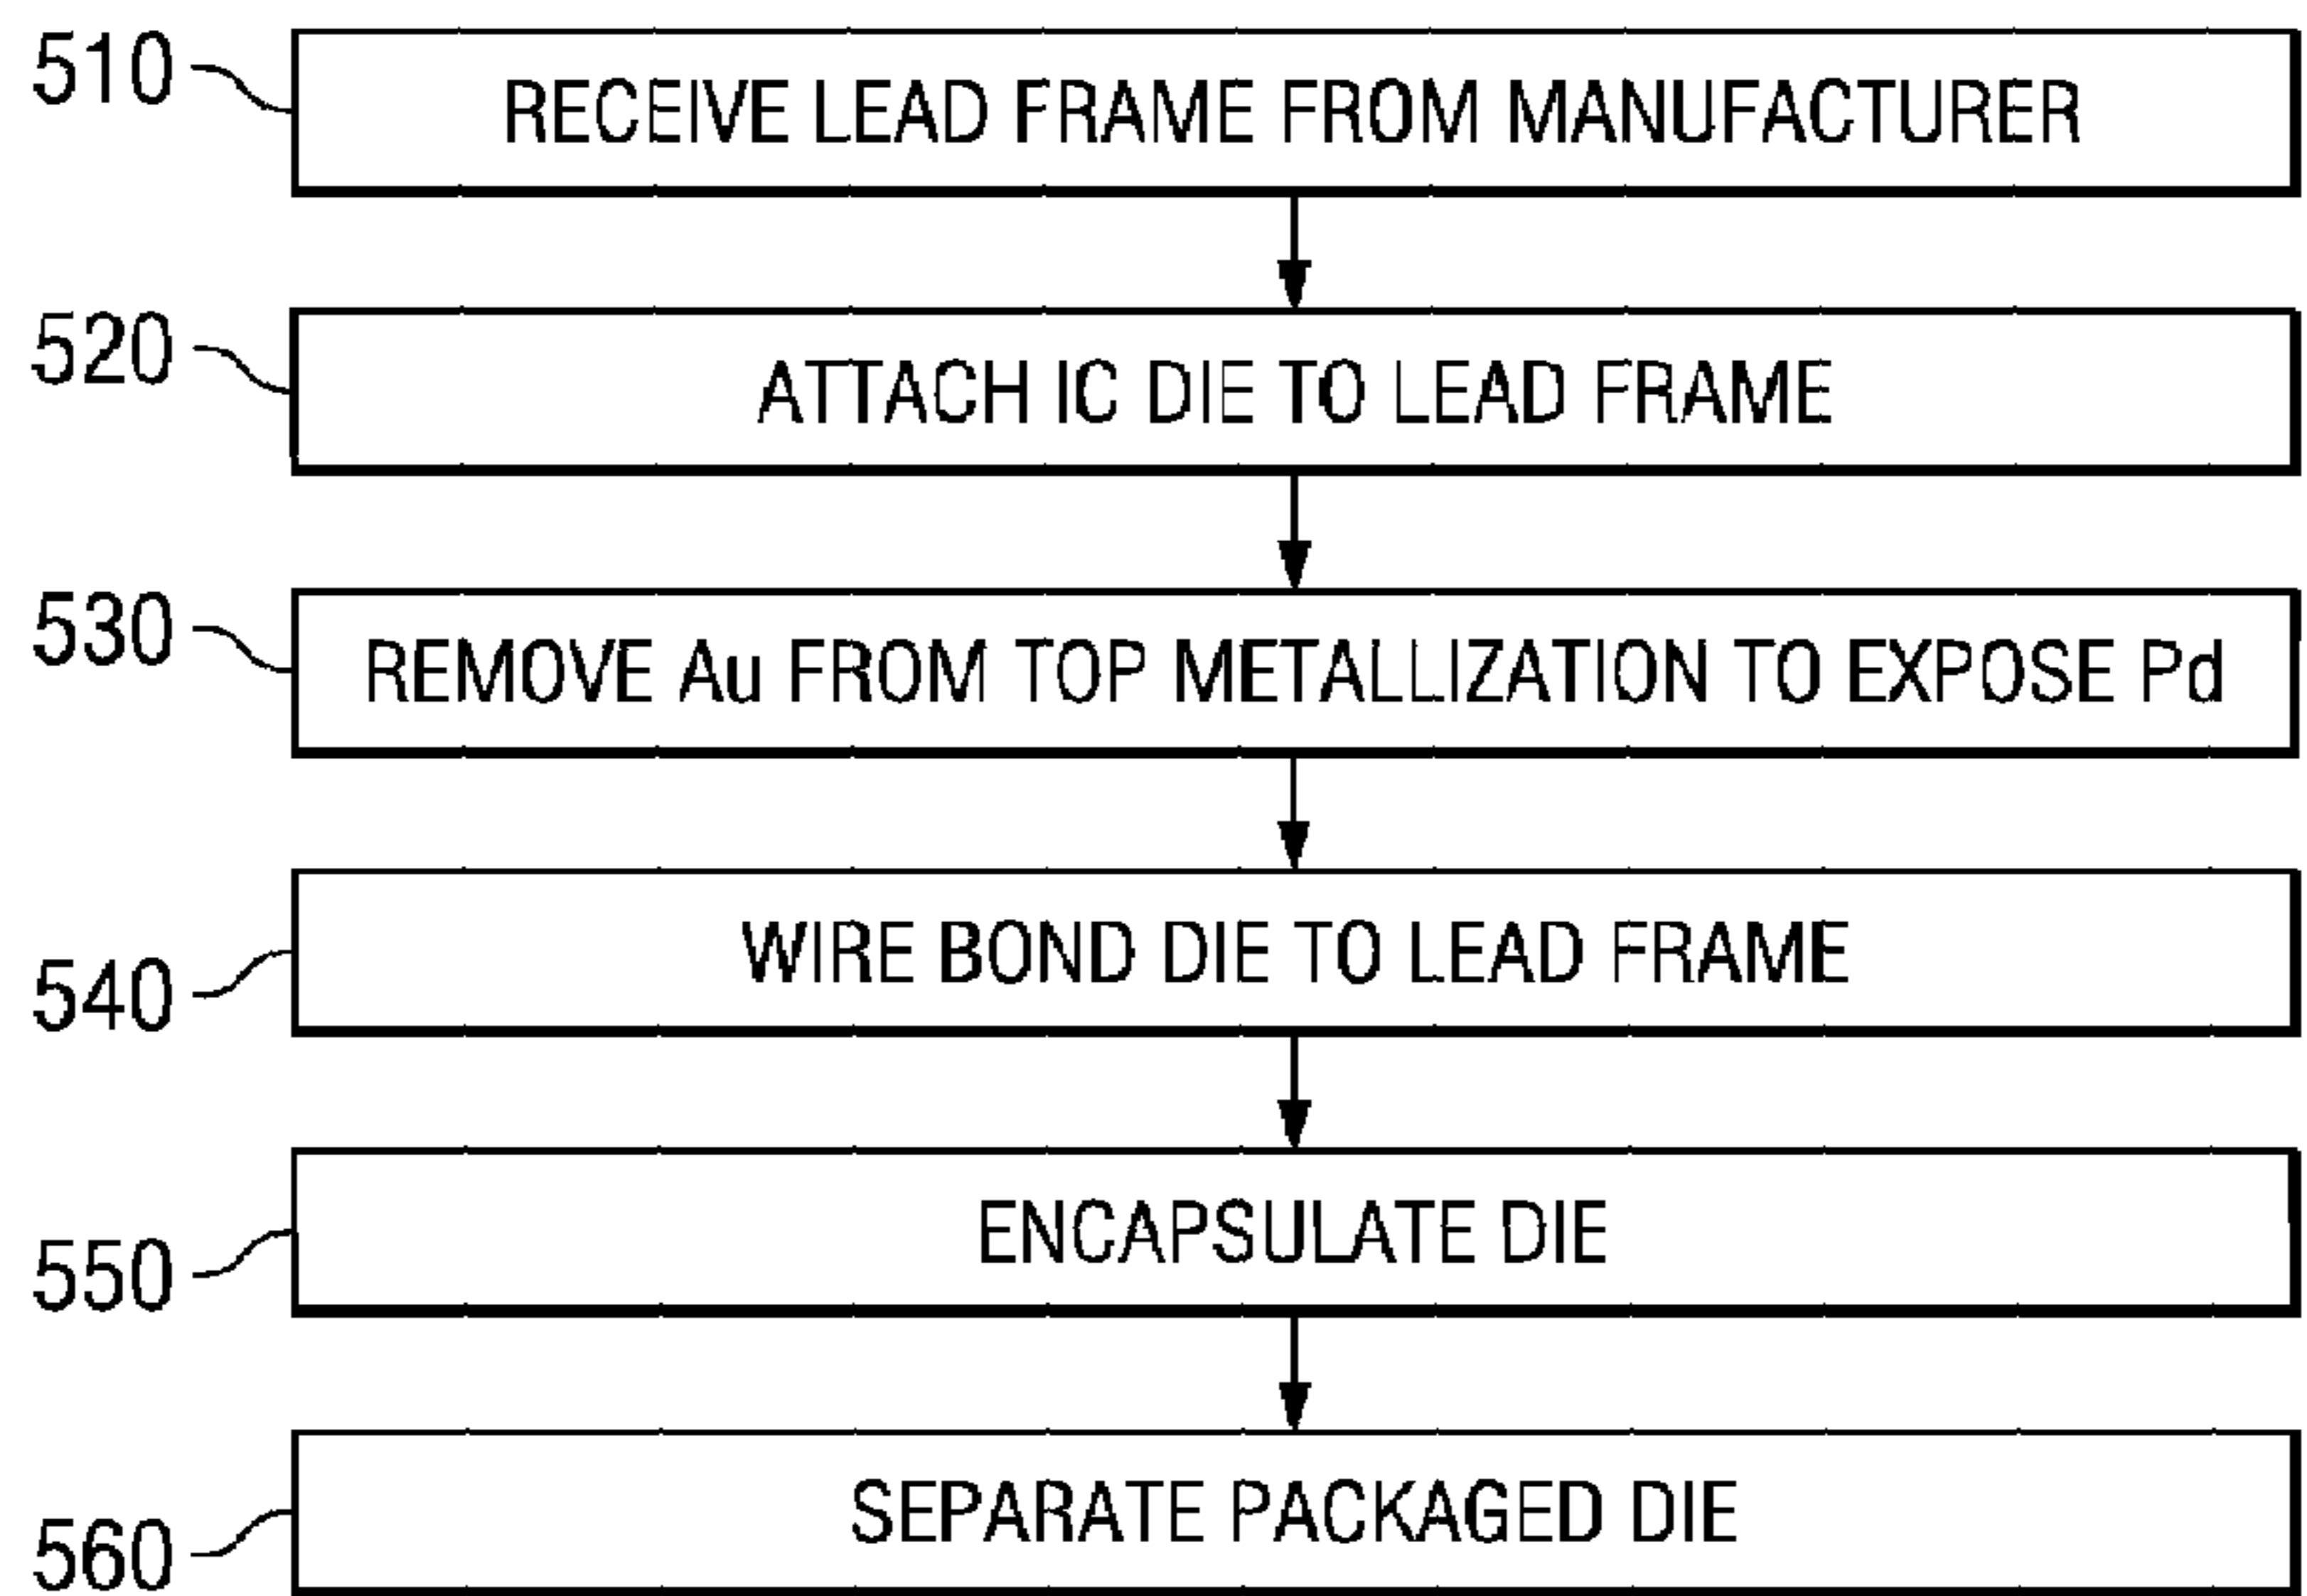 510 RECEIVE LEAD FRAME FROM MANUFACTURER
520 ATTACH IC DIE TO LEAD FRAME
530 REMOVE Au FROM TOP METALLIZATION TO EXPOSE Pd
540 WIRE BOND DIE TO LEAD FRAME
550 ENCAPSULATE DIE
560 SEPARATE PACKAGED DIE